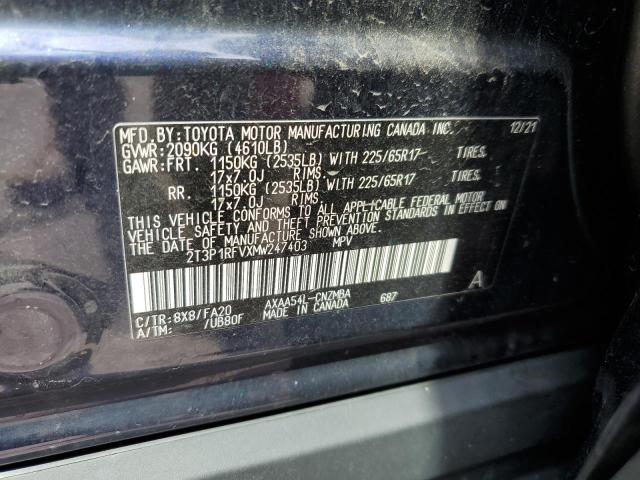 MFD.BY:TOYOTA MOTOR MANUFACTURING CANADA INC. 12/21
GVWR:2090KG (4610LB)
GAWR:FRT. 1150KG (2535LB) WITH 225/65R17 TIRES.
17x7.0J RIMS.
RR. 1150KG (2535LB) WITH 225/65R17 TIRES.
17x7.0J RIMS.
THIS VEHICLE CONFORMS TO ALL APPLICABLE FEDERAL MOTOR
VEHICLE SAFETY AND THEFT PREVENTION STANDARDS IN EFFECT ON
THE DATE OF MANUFACTURE SHOWN ABOVE.
2T3P1RFVXMW247403 MPV
C/TR:8X8/FA20 AXAA54L-CNZMBA 687 A
A/TM: /UB80F MADE IN CANADA